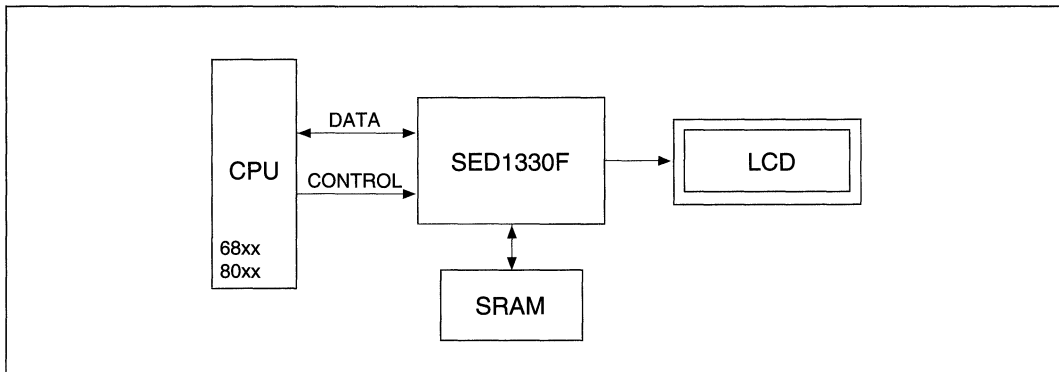 CPU
68xx
80xx
DATA
CONTROL
SED1330F
SRAM
LCD